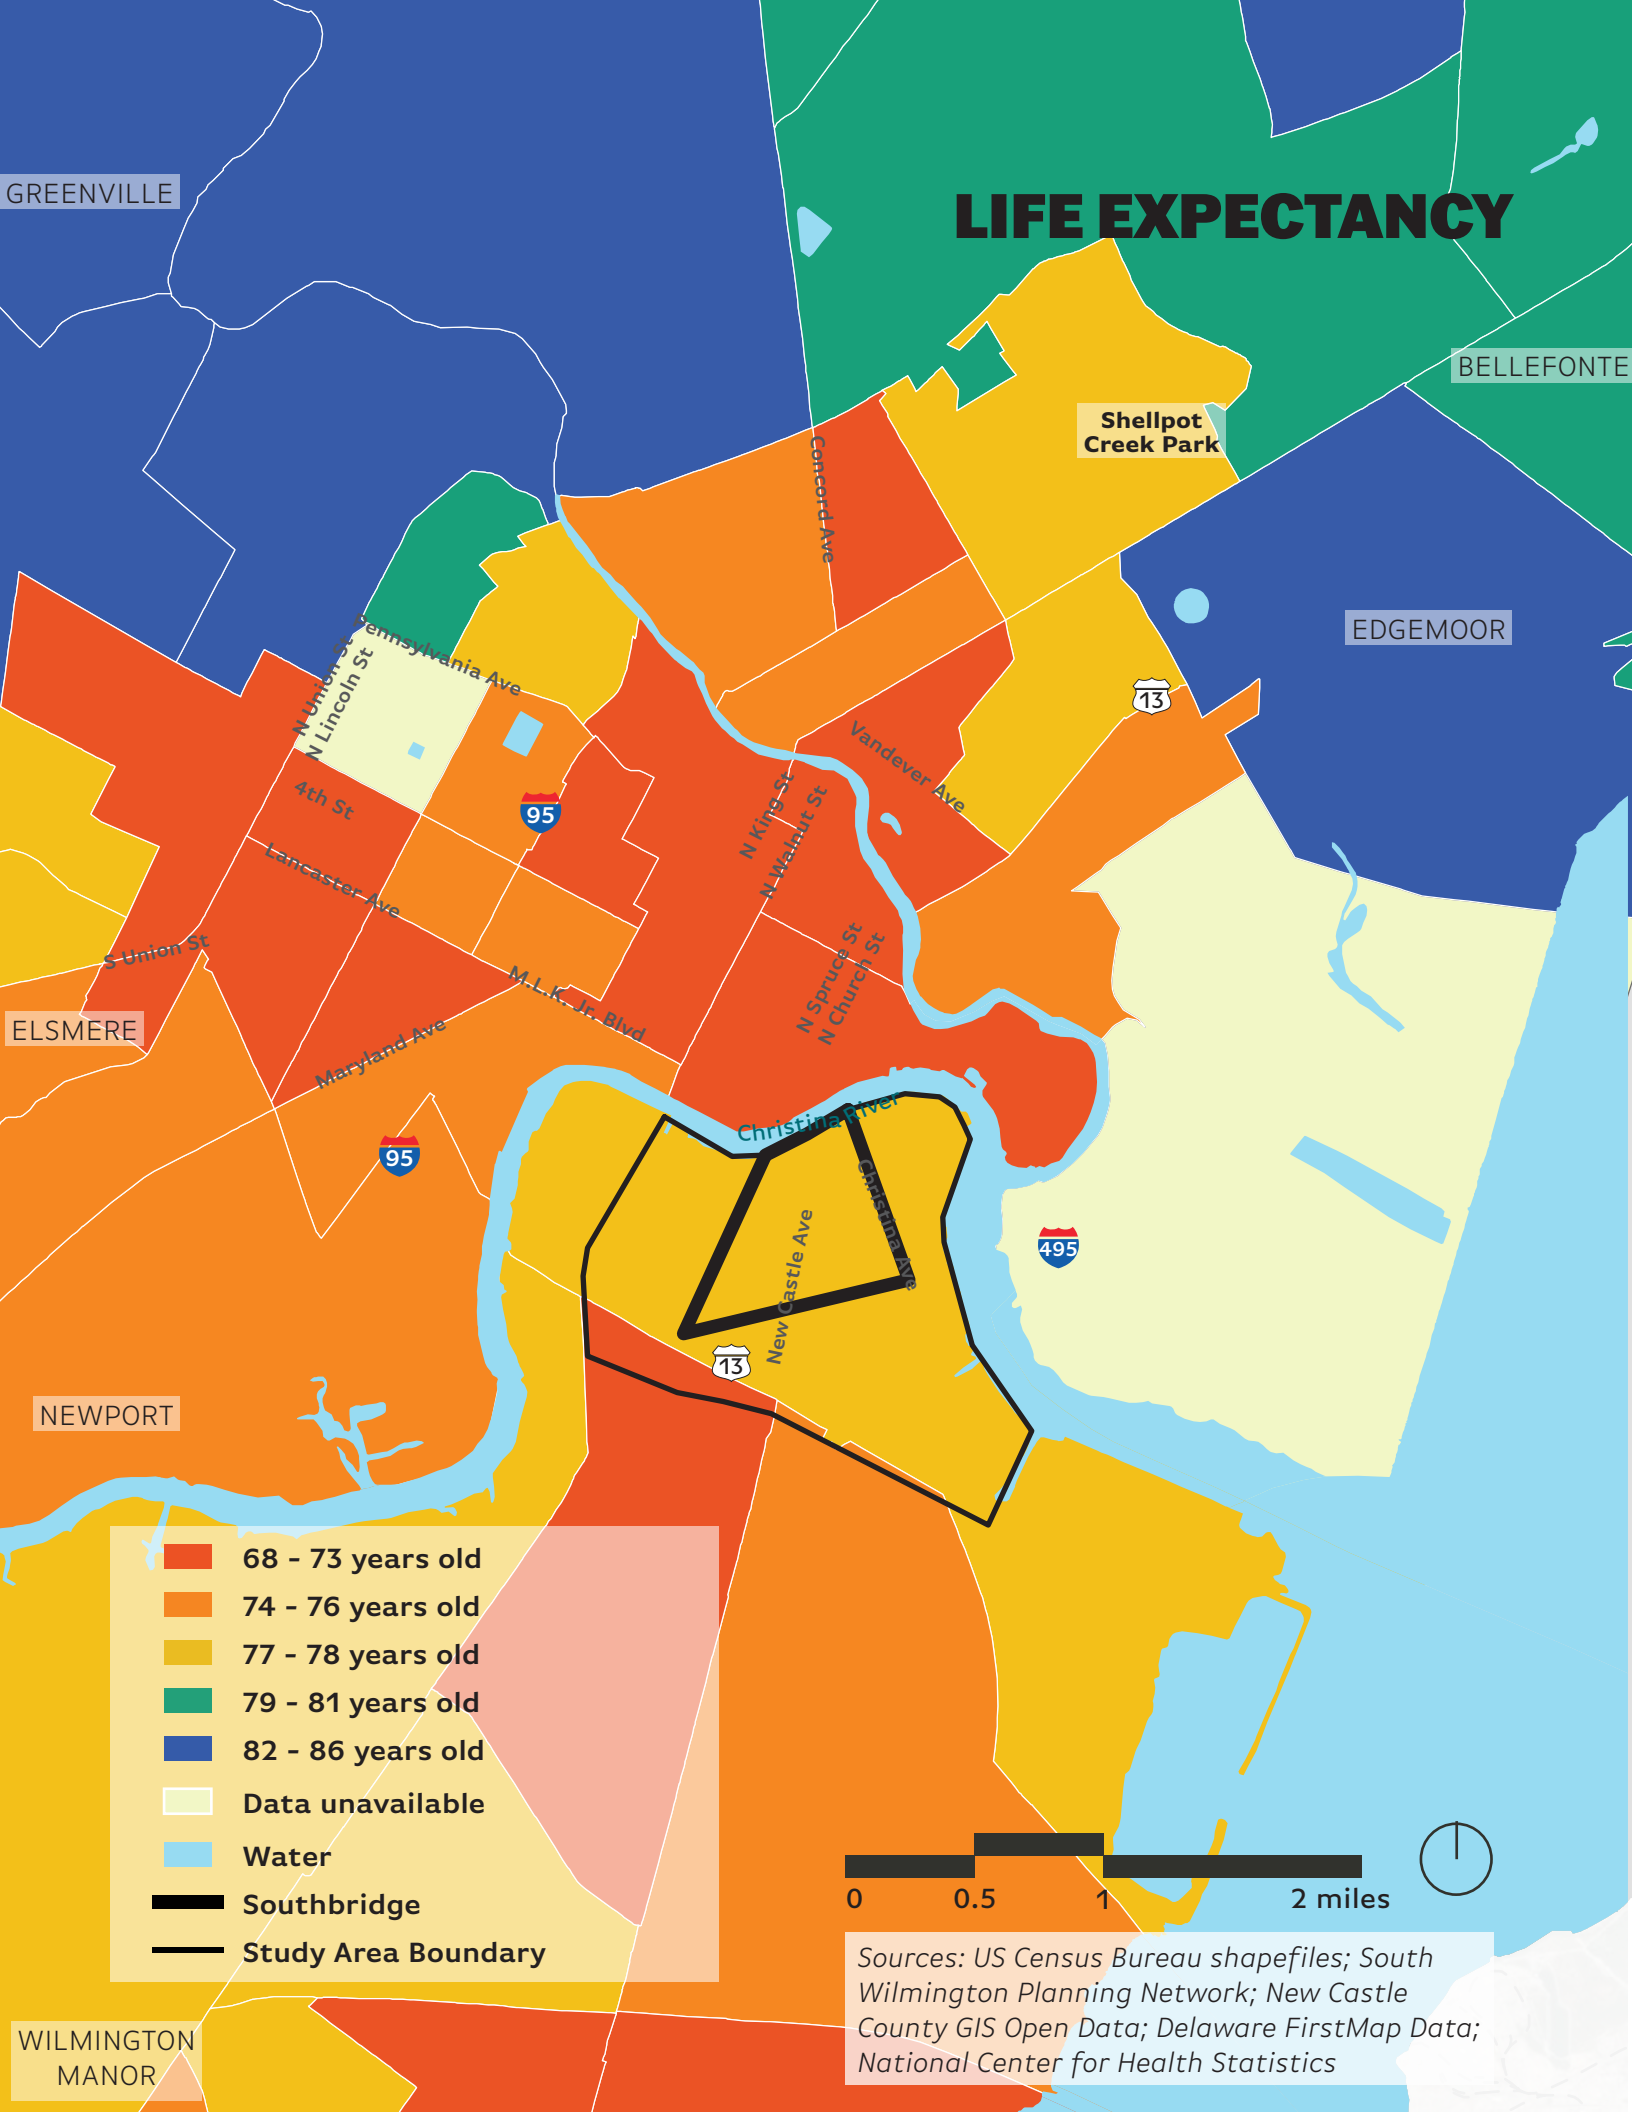 GREENVILLE
LIFE EXPECTANCY
BELLEFONTE
Shellpot
Creek Park
Concord Ave
EDGEMOOR
Pennsylvania Ave
N Union St
N Lincoln St
13
Vandever Ave
4th St
95
N King St
N Walnut St
Lancaster Ave
S Union St
N Spruce St
N Church St
M.L.K. Jr. Blvd
ELSMERE
Maryland Ave
Christina River
95
Christina Ave
New Castle Ave
495
13
NEWPORT
68 - 73 years old
74 - 76 years old
77 - 78 years old
79 - 81 years old
82 - 86 years old
Data unavailable
Water
Southbridge
Study Area Boundary
0 0.5 1 2 miles
Sources: US Census Bureau shapefiles; South
Wilmington Planning Network; New Castle
County GIS Open Data; Delaware FirstMap Data;
National Center for Health Statistics
WILMINGTON
MANOR